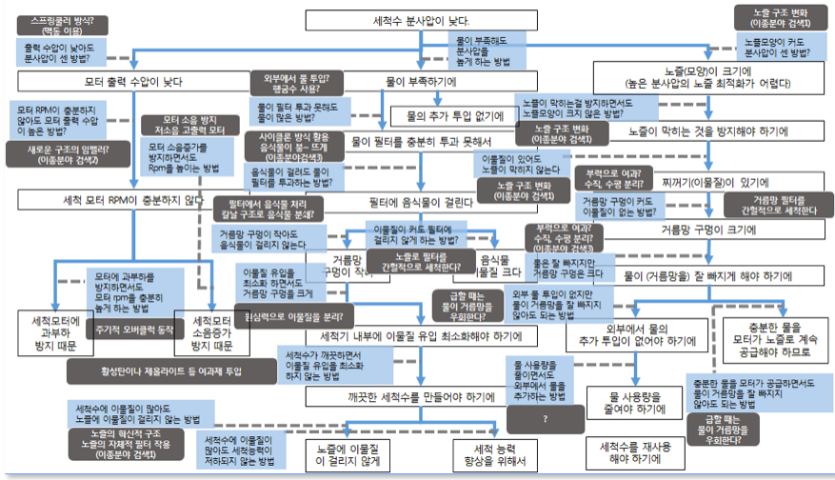 스프링쿨러 방식?
(맥동 이용)
세척수 분사압이 낮다.
노즐 구조 변화
(이종분야 검색1)
출력 수압이 낮아도
분사압이 센 방법?
물이 부족해도
분사압을
높게 하는 방법
노즐모양이 커도
분사압이 센 방법?
모터 출력 수압이 낮다
외부에서 물 투입?
헹굼수 사용?
물이 부족하기에
노즐(모양)이 크기에
(높은 분사압의 노즐 최적화가 어렵다)
모터 RPM이 충분하지
않아도 모터 출력 수압
이 높은 방법?
모터 소음 방지
저소음 고출력 모터
물이 필터 투과 못해도
물이 많은 방법?
물의 추가 투입 없기에
노즐이 막히는걸 방지하면서도
노즐모양이 크지 않은 방법?
새로운 구조의 임펠러?
(이종분야 검색2)
모터 소음증가를
방지하면서도
Rpm을 높이는 방법
사이클론 방식 활용
음식물이 붕~ 뜨게
(이종분야검색3)
물이 필터를 충분히 투과 못해서
노즐 구조 변화
(이종분야 검색1)
노즐이 막히는 것을 방지해야 하기에
음식물이 걸려도 물이
필터를 투과하는 방법?
이물질이 있어도
노즐이 막히지 않는다
부력으로 여과?
수직, 수평 분리?
찌꺼기(이물질)이 있기에
세척 모터 RPM이 충분하지 않다
필터에서 음식물 처리
칼날 구조로 음식물 분쇄?
필터에 음식물이 걸린다
노즐 구조 변화
(이종분야 검색1)
거름망 구멍이 커도
이물질이 없는 방법?
거름망 필터를
간헐적으로 세척한다
거름망 구멍이 작아도
음식물이 걸리지 않는다
이물질이 커도 필터에
걸리지 않게 하는 방법?
부력으로 여과?
수직, 수평 분리?
(이종분야 검색3)
거름망 구멍이 크기에
거름망
구멍이 작
노즐로 필터를
간헐적으로 세척한다?
음식물
물질 크다
물은 잘 빠지지만
거름망 구멍은 크다
물이 (거름망을) 잘 빠지게 해야 하기에
모터에 과부하를
방지하면서도
모터 rpm을 충분히
높게 하는 방법
이물질 유입을
최소화 하면서도
거름망 구멍을 크게
급할 때는
물이 거름망을
우회한다?
외부 물 투입이 없지만
물이 거름망을 잘 빠지지
않아도 되는 방법
세척모터에
과부하
방지 때문
주기적 오버클럭 동작
세척모터
소음증가
방지 때문
원심력으로 이물질을 분리?
세척기 내부에 이물질 유입 최소화해야 하기에
외부에서 물의
추가 투입이 없어야 하기에
충분한 물을
모터가 노즐로 계속
공급해야 하므로
활성탄이나 제올라이트 등 여과재 투입
세척수가 깨끗하면서
이물질 유입을 최소화
하지 않는 방법
물 사용량을
줄이면서도
외부에서 물을
추가하는 방법
충분한 물을 모터가 공급하면서도
물이 거름망을 잘 빠지지
않아도 되는 방법
깨끗한 세척수를 만들어야 하기에
물 사용량을
줄여야 하기에
세척수에 이물질이 많아도
노즐에 이물질이 걸리지 않는 방법
?
급할 때는
물이 거름망을
우회한다?
노즐의 혁신적 구조
노즐의 자체적 필터 작용
(이종분야 검색1)
세척수에 이물질이
많아도 세척능력이
저하되지 않는 방법
노즐에 이물질
이 걸리지 않게
세척 능력
향상을 위해서
세척수를 재사용
해야 하기에